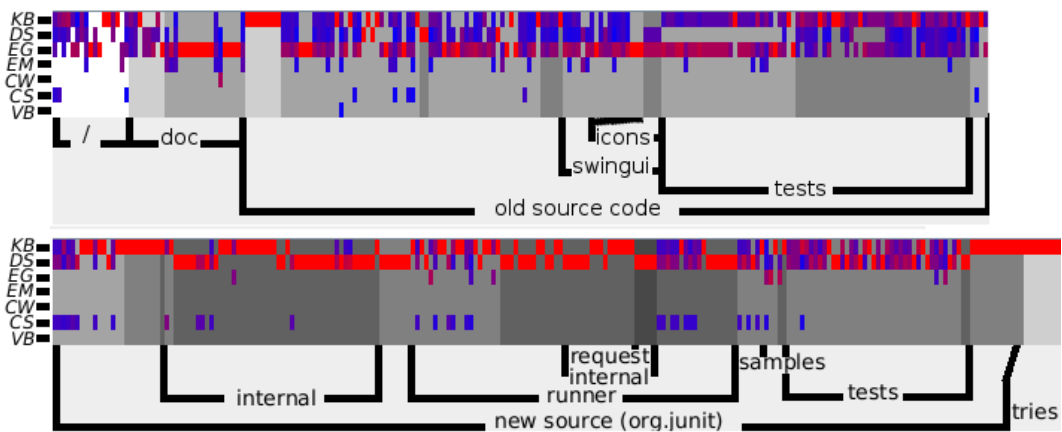 KB
DS
EG
EM
CW
CS
VB
/ doc
icons
swingui
tests
old source code
KB
DS
EG
EM
CW
CS
VB
request samples
internal
internal runner tests
new source (org.junit) tries